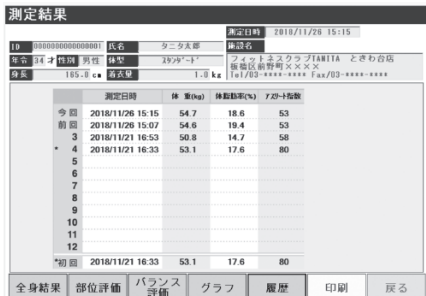 測定結果
測定日時 2018/11/26 15:15
ID 0000000000000001 氏名 タニタ太郎 施設名
年令 34 才 性別 男性 体型 スタンダード フィットネスクラブTANITA ときわ台店
板橋区前野町××××
身長 165.0 cm 着衣量 1.0 kg Tel/03-****-**** Fax/03-****-****
測定日時 体 重(kg) 体脂肪率(%) アスリート指数
今回 2018/11/26 15:15 54.7 18.6 53
前回 2018/11/26 15:07 54.6 19.4 53
3 2018/11/21 16:53 50.8 14.7 58
* 4 2018/11/21 16:33 53.1 17.6 80
5
6
7
8
9
10
11
12
*初回 2018/11/21 16:33 53.1 17.6 80
全身結果 部位評価 バランス評価 グラフ 履歴 印刷 戻る